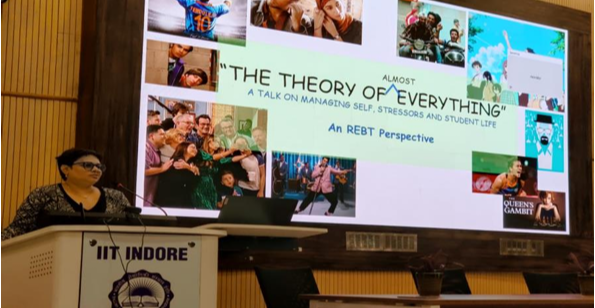 "THE THEORY OF ALMOST EVERYTHING"
A TALK ON MANAGING SELF, STRESSORS AND STUDENT LIFE
An REBT Perspective
THE
QUEEN'S
GAMBIT
IIT INDORE